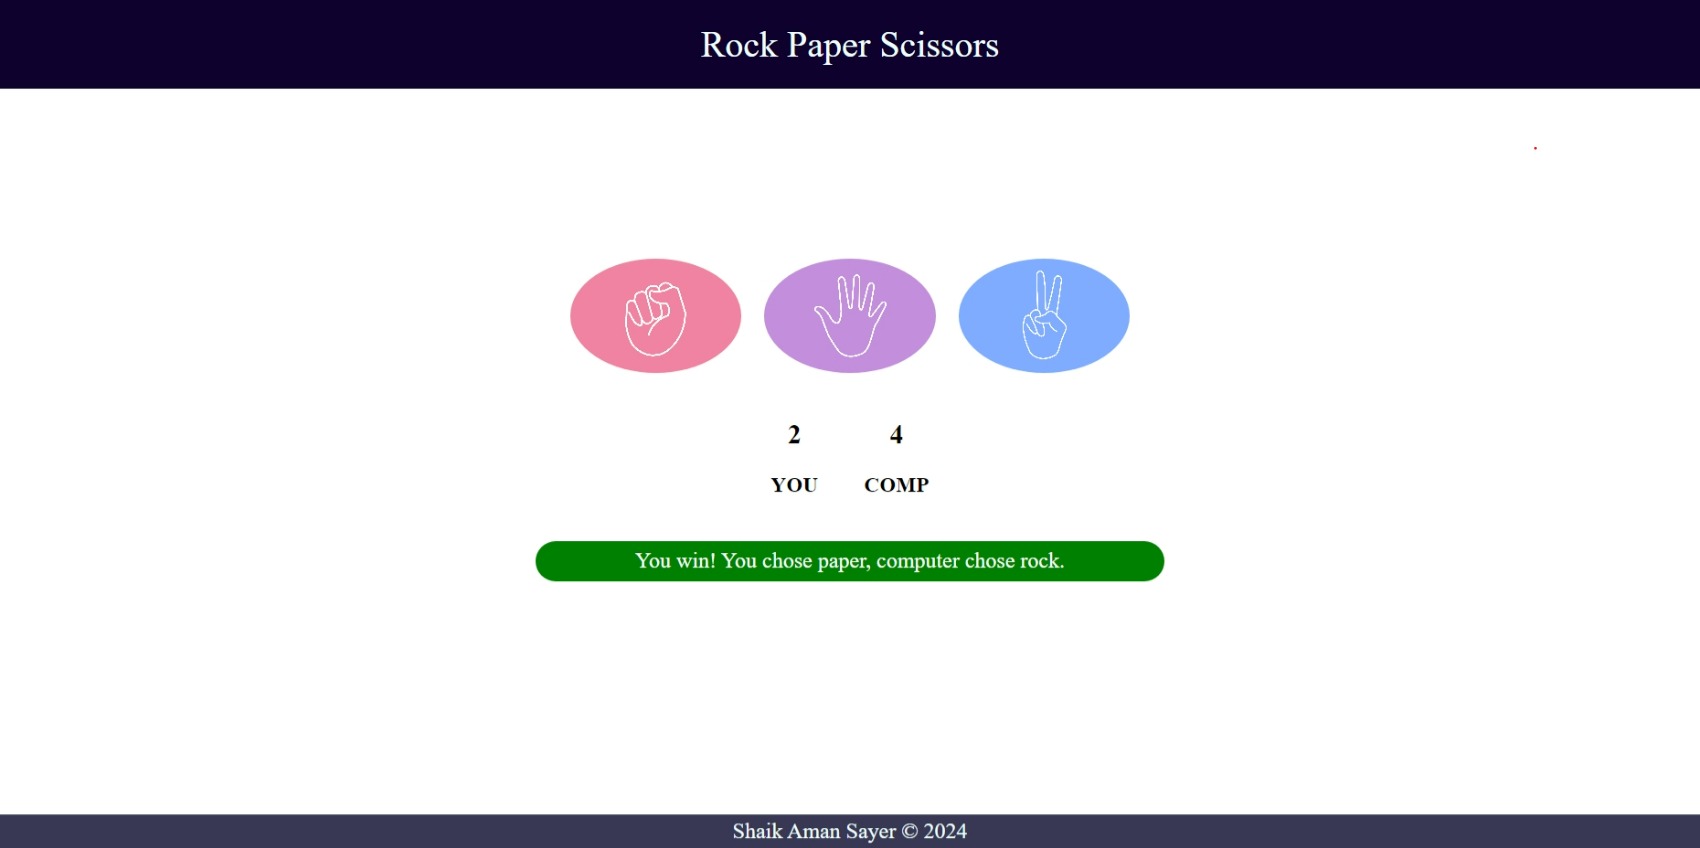 Rock Paper Scissors
2 4
YOU COMP
You win! You chose paper, computer chose rock.
Shaik Aman Sayer © 2024